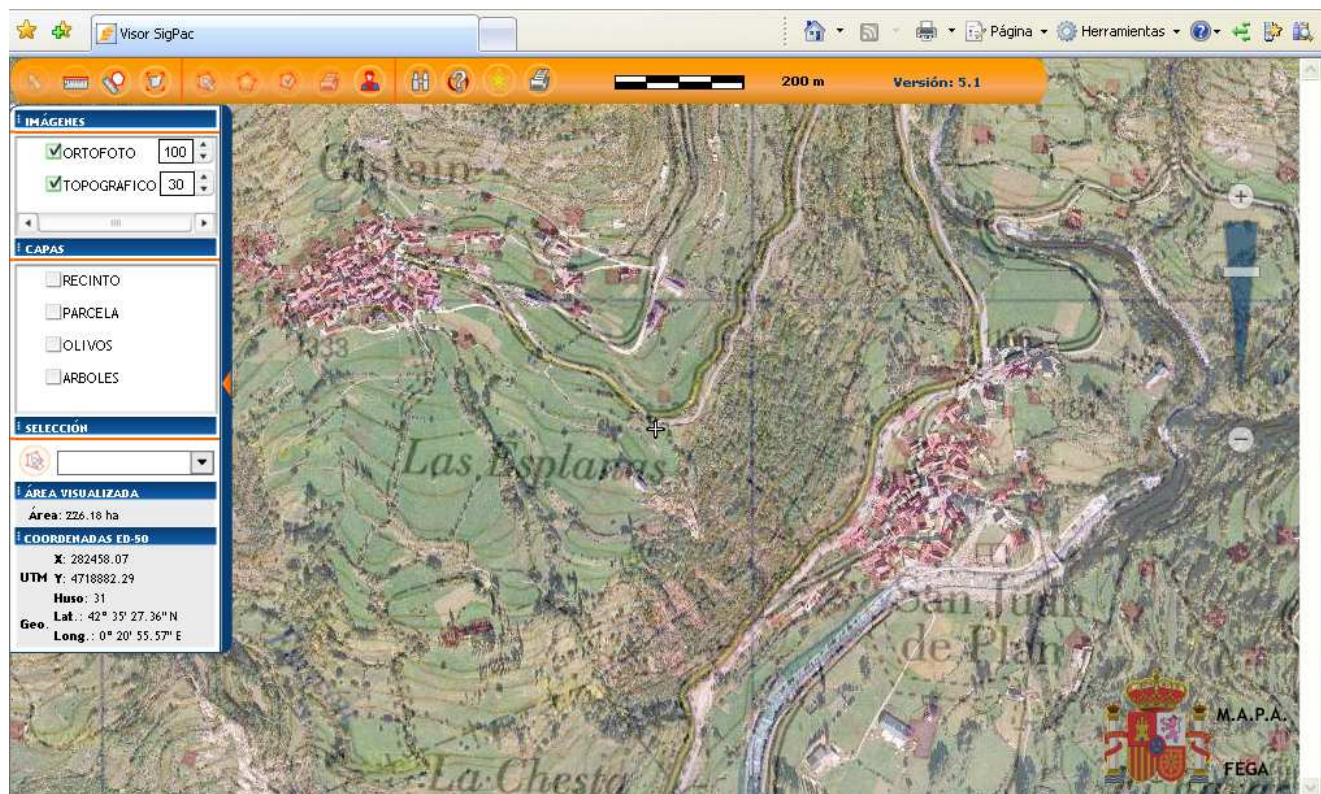 Visor SigPac
Página
Herramientas
200 m
Versión: 5.1
IMÁGENES
ORTOFOTO 100
TOPOGRAFICO 30
CAPAS
RECINTO
PARCELA
OLIVOS
ARBOLES
SELECCIÓN
ÁREA VISUALIZADA
Área: 226.18 ha
COORDENADAS ED-50
X: 282458.07
UTM Y: 4718882.29
Huso: 31
Geo. Lat.: 42° 35' 27.36" N
Long.: 0° 20' 55.57" E
Gistaín
Las Esplanas
San Juan
de Plan
La Chesta
M.A.P.A.
FEGA